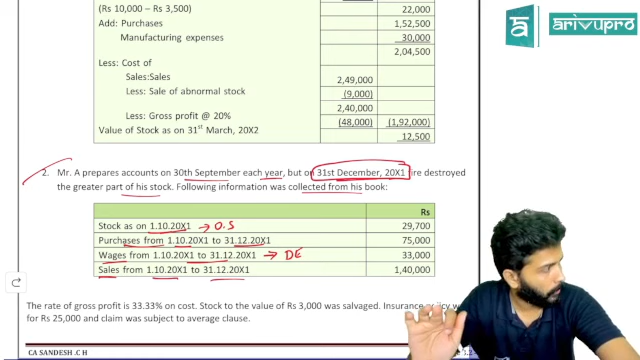 ARIVUPRO
(Rs 10,000 – Rs 3,500) 22,000
Add: Purchases 1,52,500
Manufacturing expenses 30,000
2,04,500
Less: Cost of
Sales:Sales 2,49,000
Less: Sale of abnormal stock (9,000)
2,40,000
Less: Gross profit @ 20% (48,000) (1,92,000)
Value of Stock as on 31st March, 20X2 12,500
2. Mr. A prepares accounts on 30th September each year, but on 31st December, 20X1 fire destroyed
the greater part of his stock. Following information was collected from his
book:
Rs
Stock as on 1.10.20X1 → O.S 29,700
Purchases from 1.10.20X1 to 31.12.20X1 75,000
Wages from 1.10.20X1 to 31.12.20X1 → DE 33,000
Sales from 1.10.20X1 to 31.12.20X1 1,40,000
The rate of gross profit is 33.33% on cost. Stock to the value of Rs 3,000 was salvaged. Insurance policy
for Rs 25,000 and claim was subject to average clause.
CA SANDESH .C H